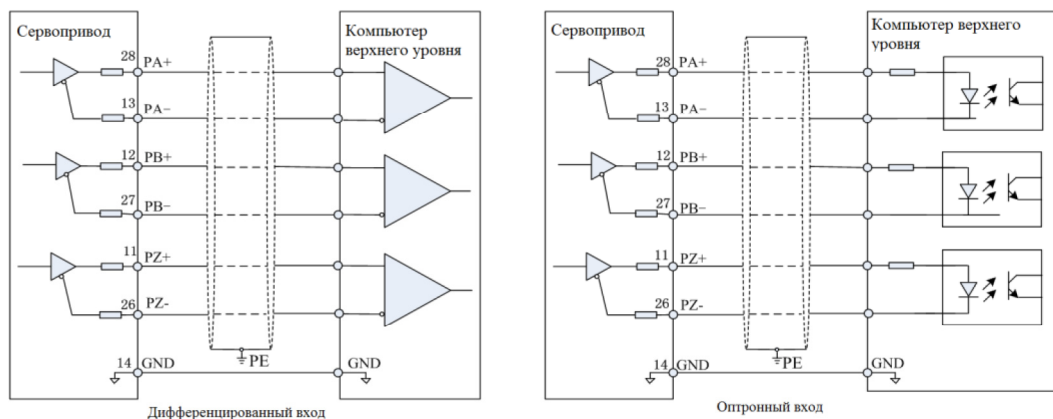 Сервопривод
Компьютер
верхнего уровня
28 PA+
13 PA–
12 PB+
27 PB–
11 PZ+
26 PZ-
PE
14 GND
GND
Дифференцированный вход
Сервопривод
Компьютер верхнего
уровня
28 PA+
13 PA–
12 PB+
27 PB–
11 PZ+
26 PZ-
PE
14 GND
GND
Оптронный вход